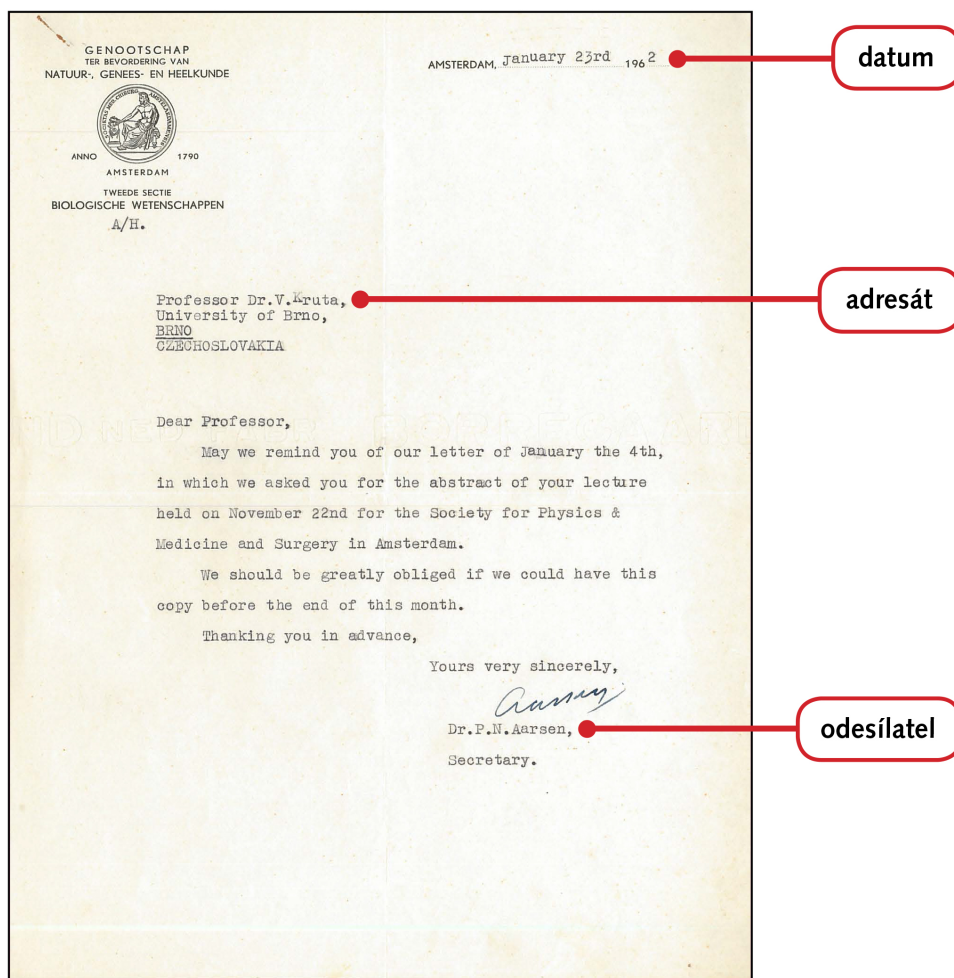 GENOOTSCHAP
TER BEVORDERING VAN
NATUUR-, GENEES- EN HEELKUNDE
ANNO 1790
AMSTERDAM
TWEEDE SECTIE
BIOLOGISCHE WETENSCHAPPEN
A/H.
AMSTERDAM, January 23rd 1962
datum
Professor Dr.V.Kruta,
University of Brno,
BRNO
CZECHOSLOVAKIA
adresát
Dear Professor,
May we remind you of our letter of January the 4th,
in which we asked you for the abstract of your lecture
held on November 22nd for the Society for Physics &
Medicine and Surgery in Amsterdam.
We should be greatly obliged if we could have this
copy before the end of this month.
Thanking you in advance,
Yours very sincerely,
Aarsen
Dr.P.N.Aarsen,
Secretary.
odesílatel